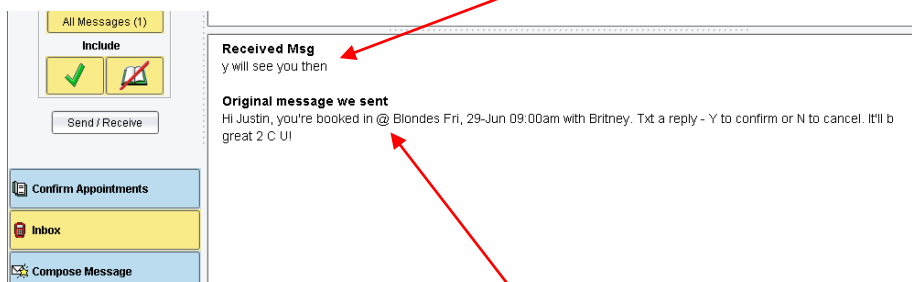 All Messages (1)
Include
Send / Receive
Confirm Appointments
Inbox
Compose Message
Received Msg
y will see you then
Original message we sent
Hi Justin, you're booked in @ Blondes Fri, 29-Jun 09:00am with Britney. Txt a reply - Y to confirm or N to cancel. It'll b
great 2 C U!